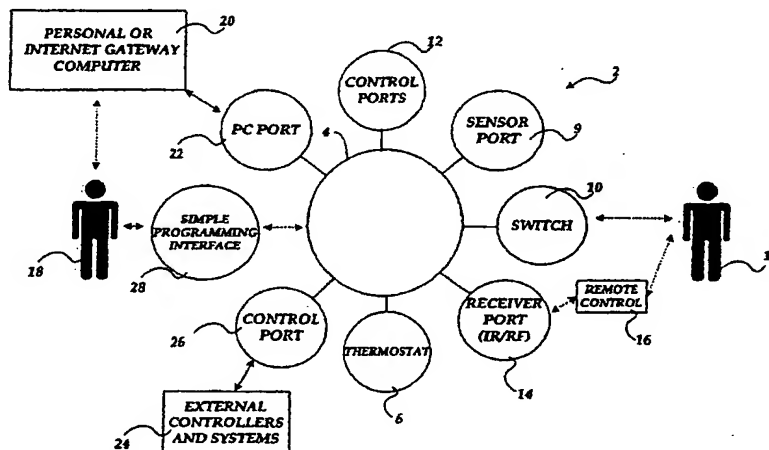 20
PERSONAL OR
INTERNET GATEWAY
COMPUTER
12
CONTROL
PORTS
2
4
SENSOR
PORT
9
PC PORT
22
10
SWITCH
SIMPLE
PROGRAMMING
INTERFACE
18
28
RECEIVER
PORT
(IR/RF)
REMOTE
CONTROL
16
14
CONTROL
PORT
26
THERMOSTAT
6
EXTERNAL
CONTROLLERS
AND SYSTEMS
24